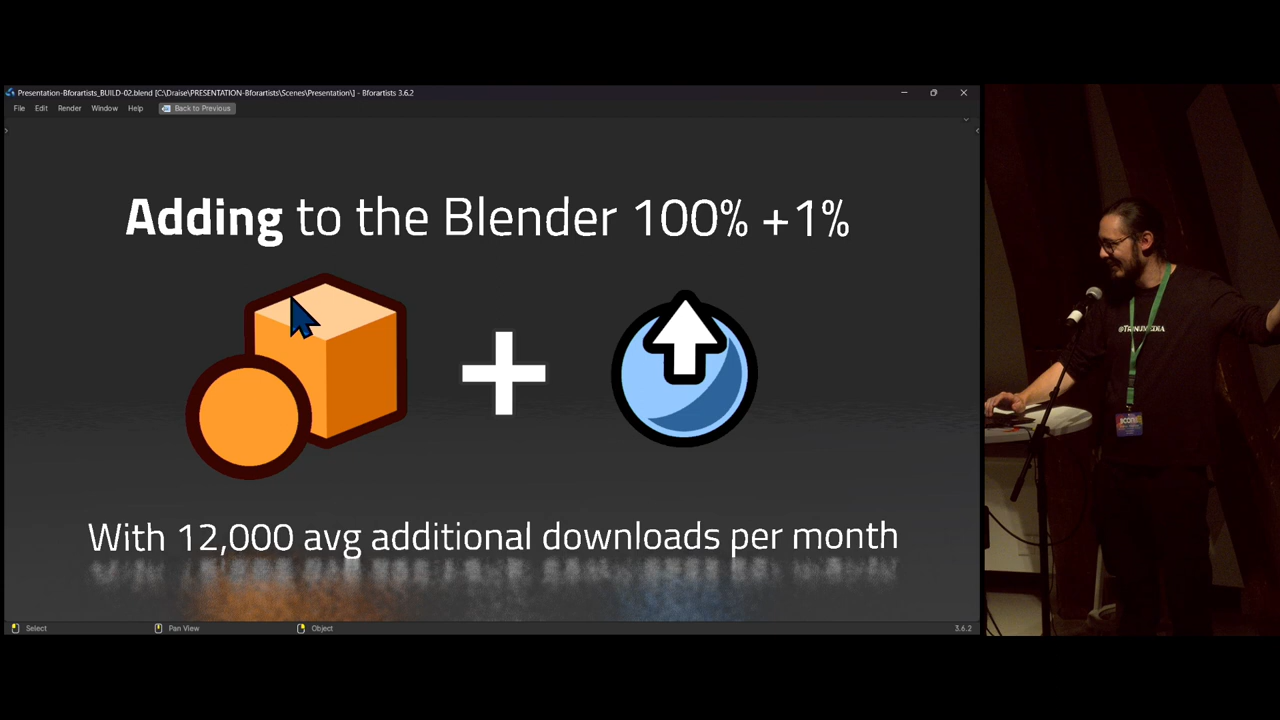 Presentation-Bforartists_BUILD-02.blend [C:\Draise\PRESENTATION-Bforartists\Scenes\Presentation\] - Bforartists 3.6.2
File Edit Render Window Help Back to Previous
Adding to the Blender 100% +1%
With 12,000 avg additional downloads per month
Select Pan View Object 3.6.2
@TRINUMEDIA